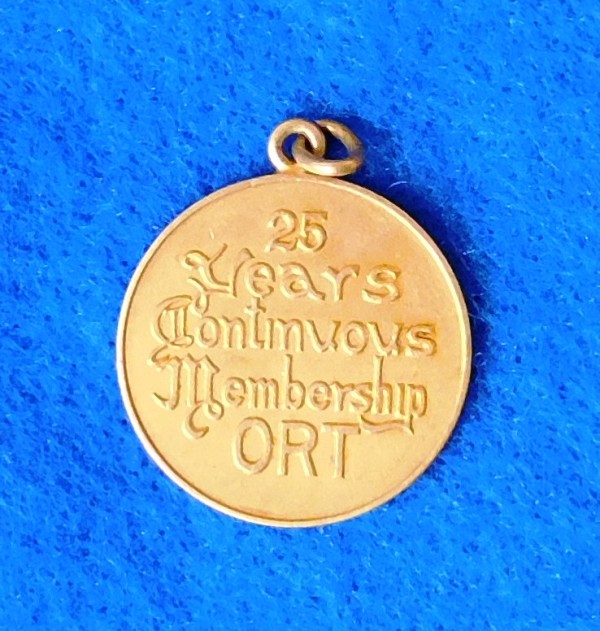 25
Years
Continuous
Membership
ORT